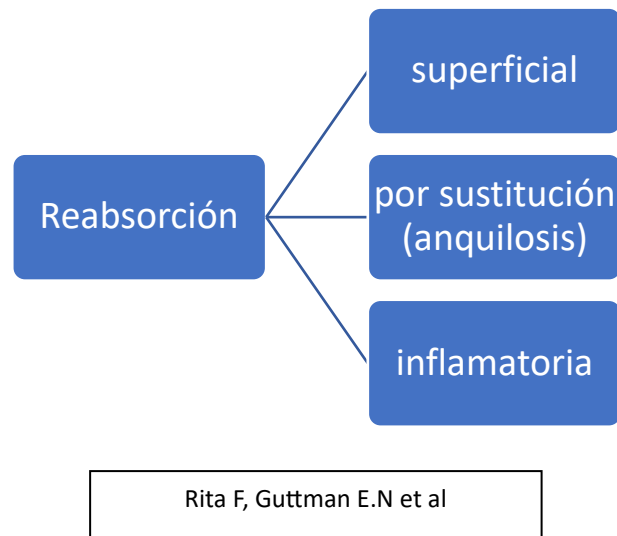 superficial
Reabsorción
por sustitución
(anquilosis)
inflamatoria
Rita F, Guttman E.N et al